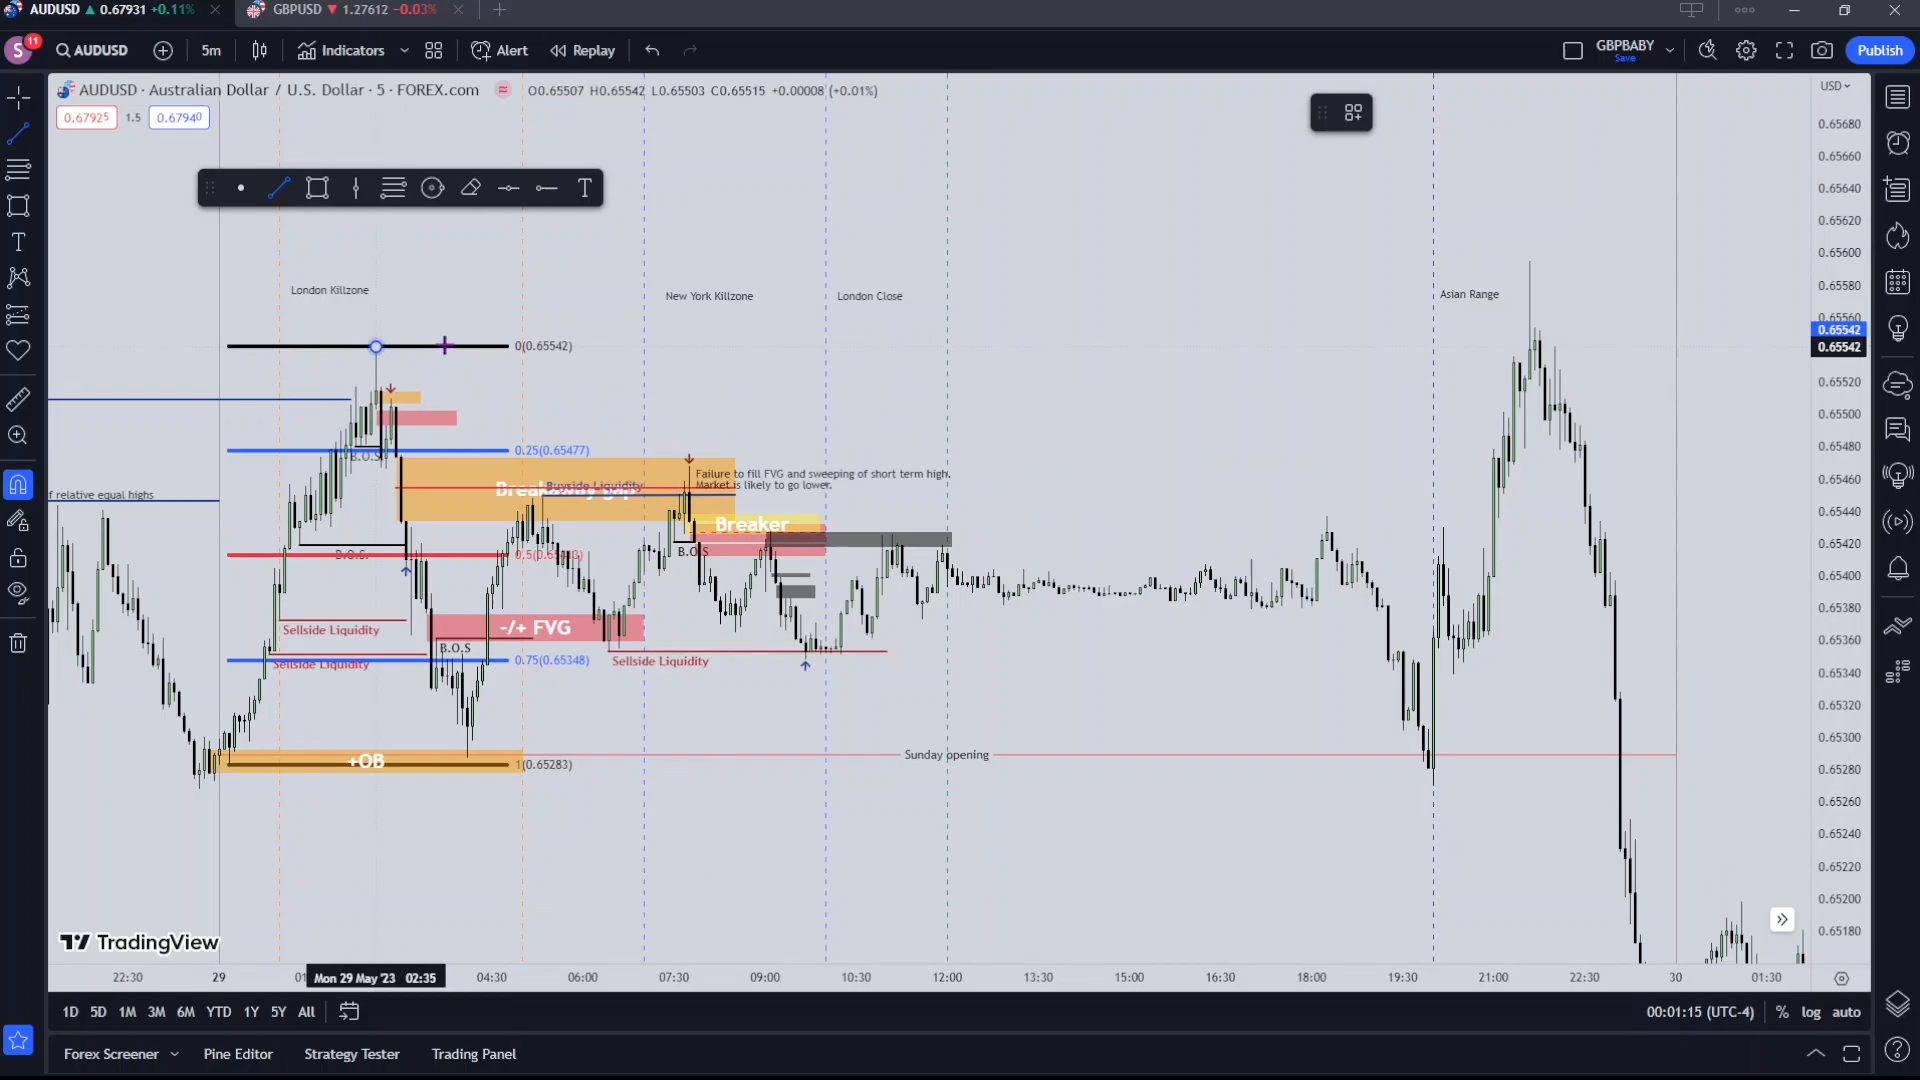 AUDUSD ▲ 0.67931 +0.11%
GBPUSD ▼ 1.27612 −0.03%
S 11
AUDUSD
5m
Indicators
Alert
Replay
GBPBABY
Save
Publish
AUDUSD · Australian Dollar / U.S. Dollar · 5 · FOREX.com
O0.65507 H0.65542 L0.65503 C0.65515 +0.00008 (+0.01%)
USD
0.67925 1.5 0.67940
London Killzone
New York Killzone
London Close
Asian Range
0(0.65542)
0.25(0.65477)
B.O.S
f relative equal highs
Breakaway gap
Buyside Liquidity
Failure to fill FVG and sweeping of short term high.
Market is likely to go lower.
Breaker
B.O.S.
B.O.S
Sellside Liquidity
-/+ FVG
B.O.S
Sellside Liquidity
0.75(0.65348)
Sellside Liquidity
+OB
1(0.65283)
Sunday opening
0.65680
0.65660
0.65640
0.65620
0.65600
0.65580
0.65560
0.65542
0.65542
0.65520
0.65500
0.65480
0.65460
0.65440
0.65420
0.65400
0.65380
0.65360
0.65340
0.65320
0.65300
0.65280
0.65260
0.65240
0.65220
0.65200
0.65180
TradingView
22:30
29
Mon 29 May '23 02:35
04:30
06:00
07:30
09:00
10:30
12:00
13:30
15:00
16:30
18:00
19:30
21:00
22:30
30
01:30
1D 5D 1M 3M 6M YTD 1Y 5Y All
00:01:15 (UTC-4) % log auto
Forex Screener
Pine Editor
Strategy Tester
Trading Panel